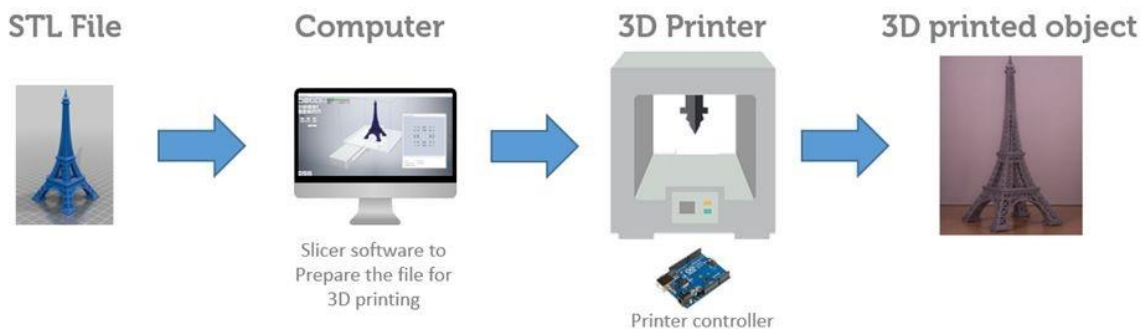 STL File
Computer
3D Printer
3D printed object
Slicer software to
Prepare the file for
3D printing
Printer controller